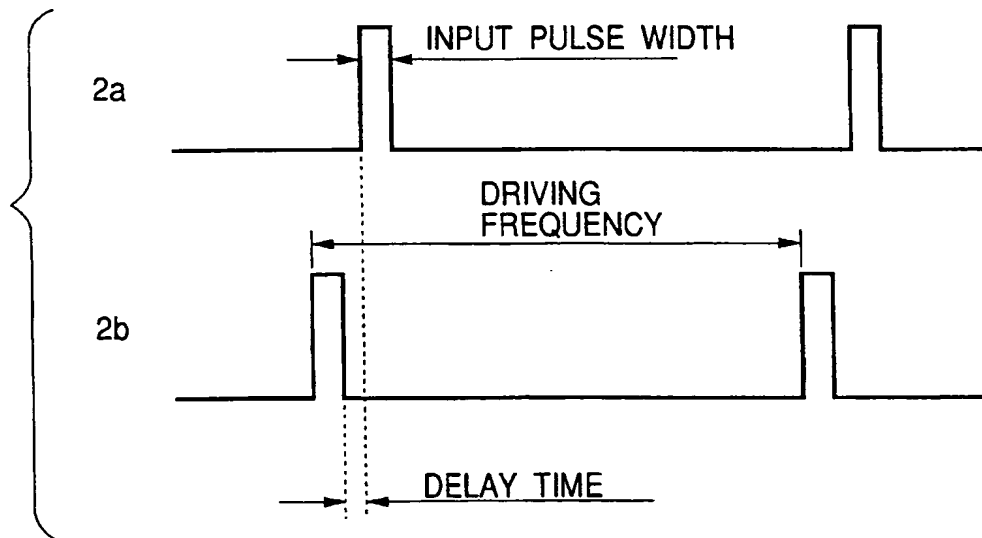 INPUT PULSE WIDTH
2a
DRIVING
FREQUENCY
2b
DELAY TIME